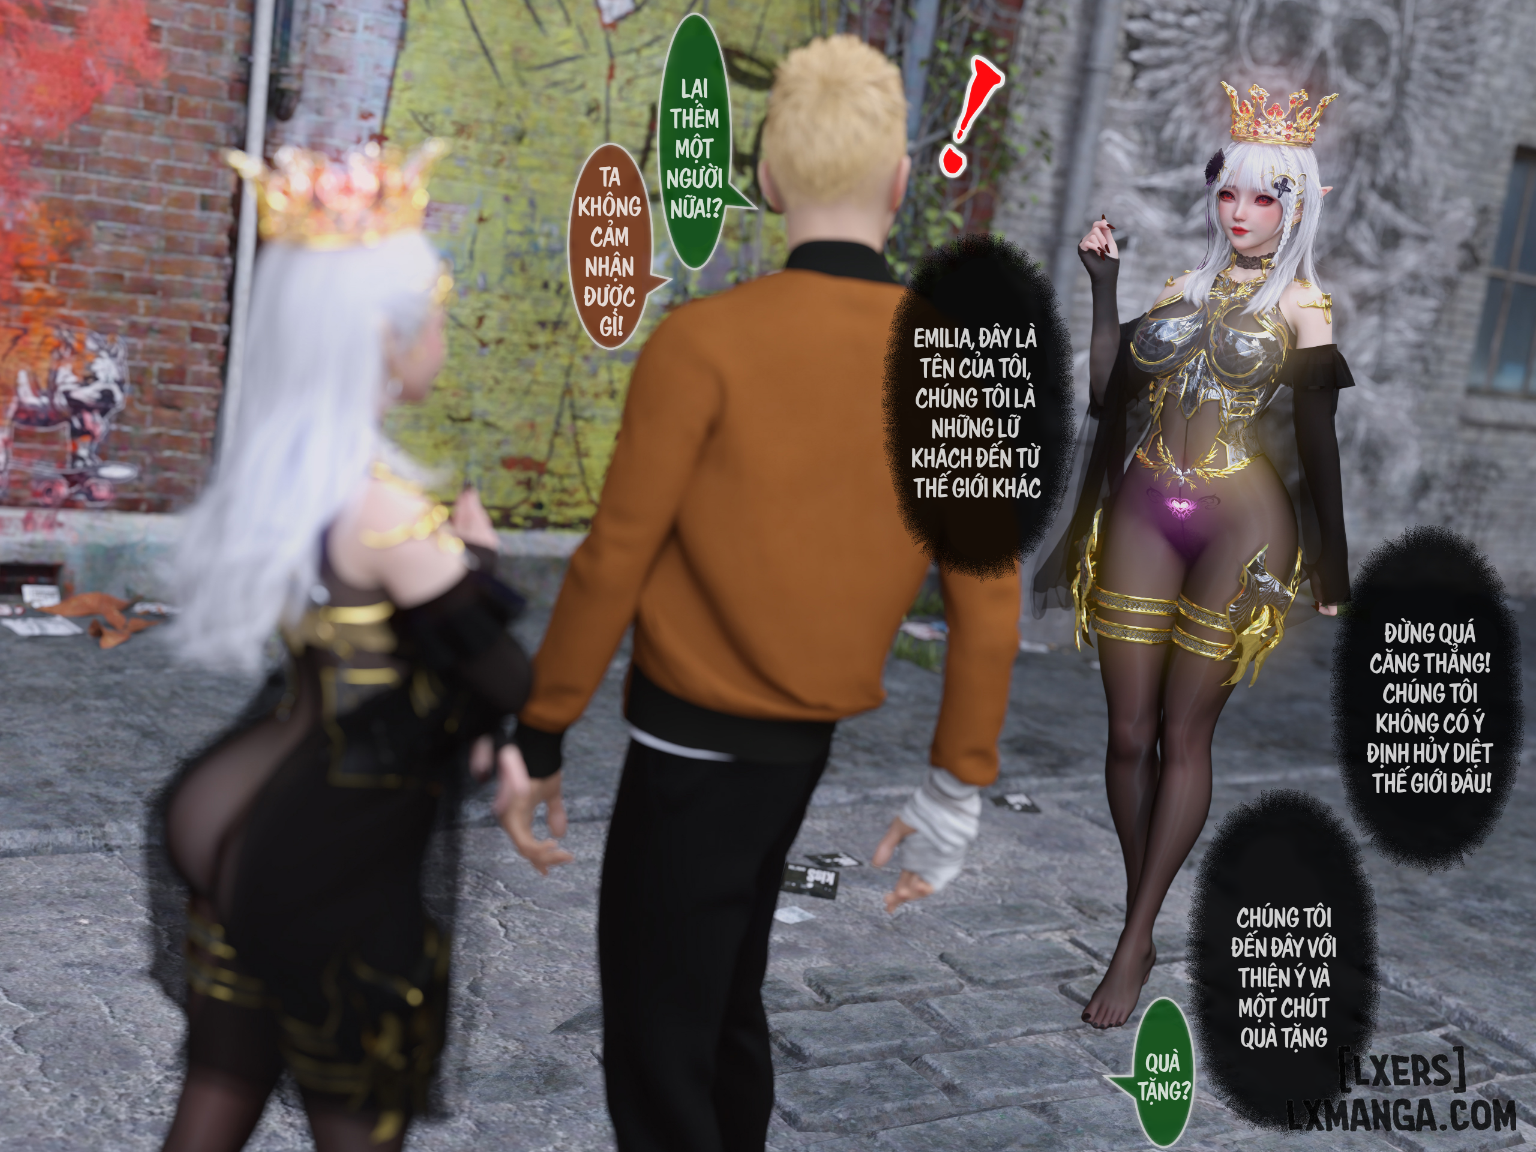 LẠI
THÊM
MỘT
NGƯỜI
NỮA!?
TA
KHÔNG
CẢM
NHẬN
ĐƯỢC
GÌ!
!
EMILIA, ĐÂY LÀ
TÊN CỦA TÔI,
CHÚNG TÔI LÀ
NHỮNG LỮ
KHÁCH ĐẾN TỪ
THẾ GIỚI KHÁC
ĐỪNG QUÁ
CĂNG THẲNG!
CHÚNG TÔI
KHÔNG CÓ Ý
ĐỊNH HỦY DIỆT
THẾ GIỚI ĐÂU!
CHÚNG TÔI
ĐẾN ĐÂY VỚI
THIỆN Ý VÀ
MỘT CHÚT
QUÀ TẶNG
QUÀ
TẶNG?
[LXERS]
LXMANGA.COM